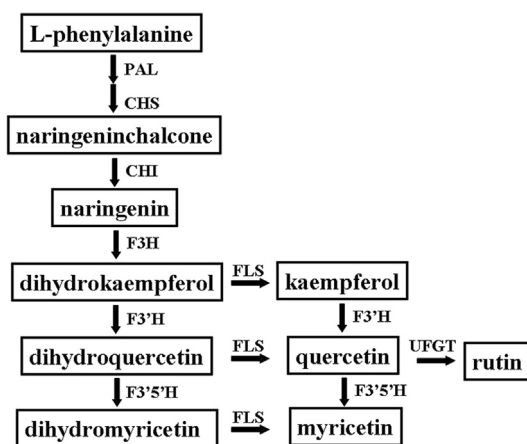 L-phenylalanine
PAL
CHS
naringeninchalcone
CHI
naringenin
F3H
dihydrokaempferol FLS kaempferol
F3'H F3'H
dihydroquercetin FLS quercetin UFGT rutin
F3'5'H F3'5'H
dihydromyricetin FLS myricetin